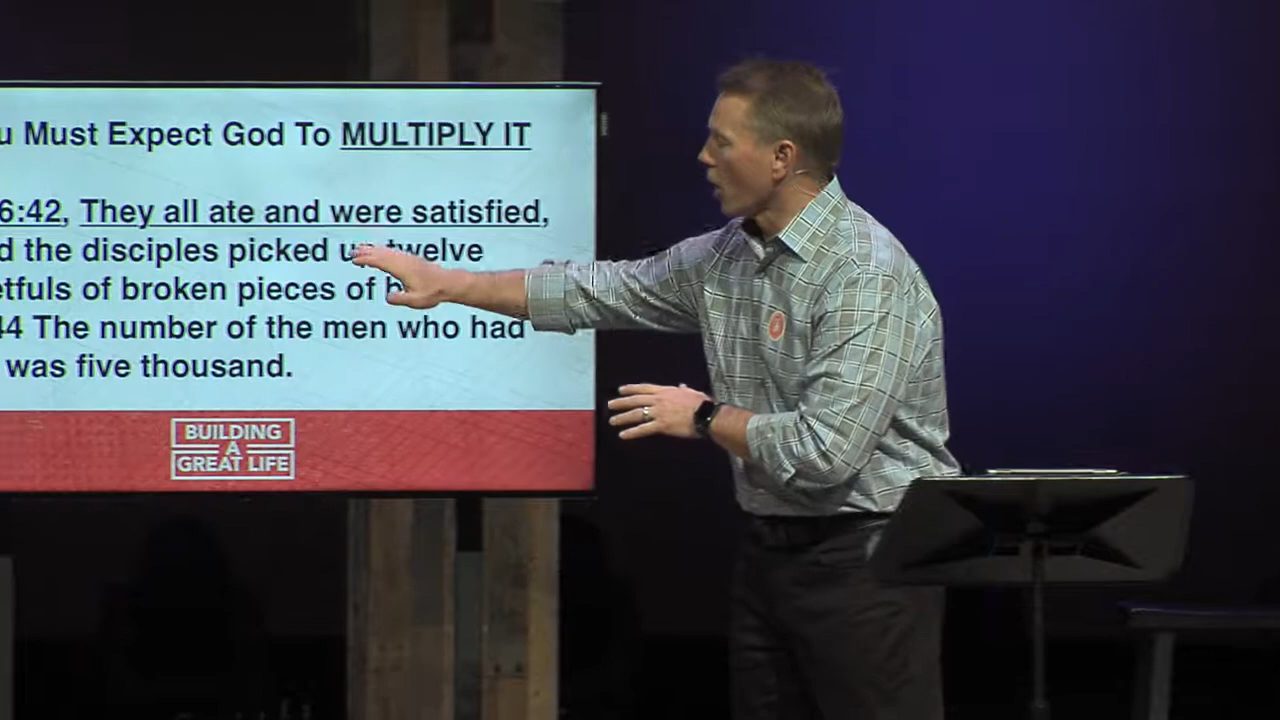 u Must Expect God To MULTIPLY IT
6:42, They all ate and were satisfied,
d the disciples picked up twelve
etfuls of broken pieces of b
44 The number of the men who had
was five thousand.
BUILDING
A
GREAT LIFE